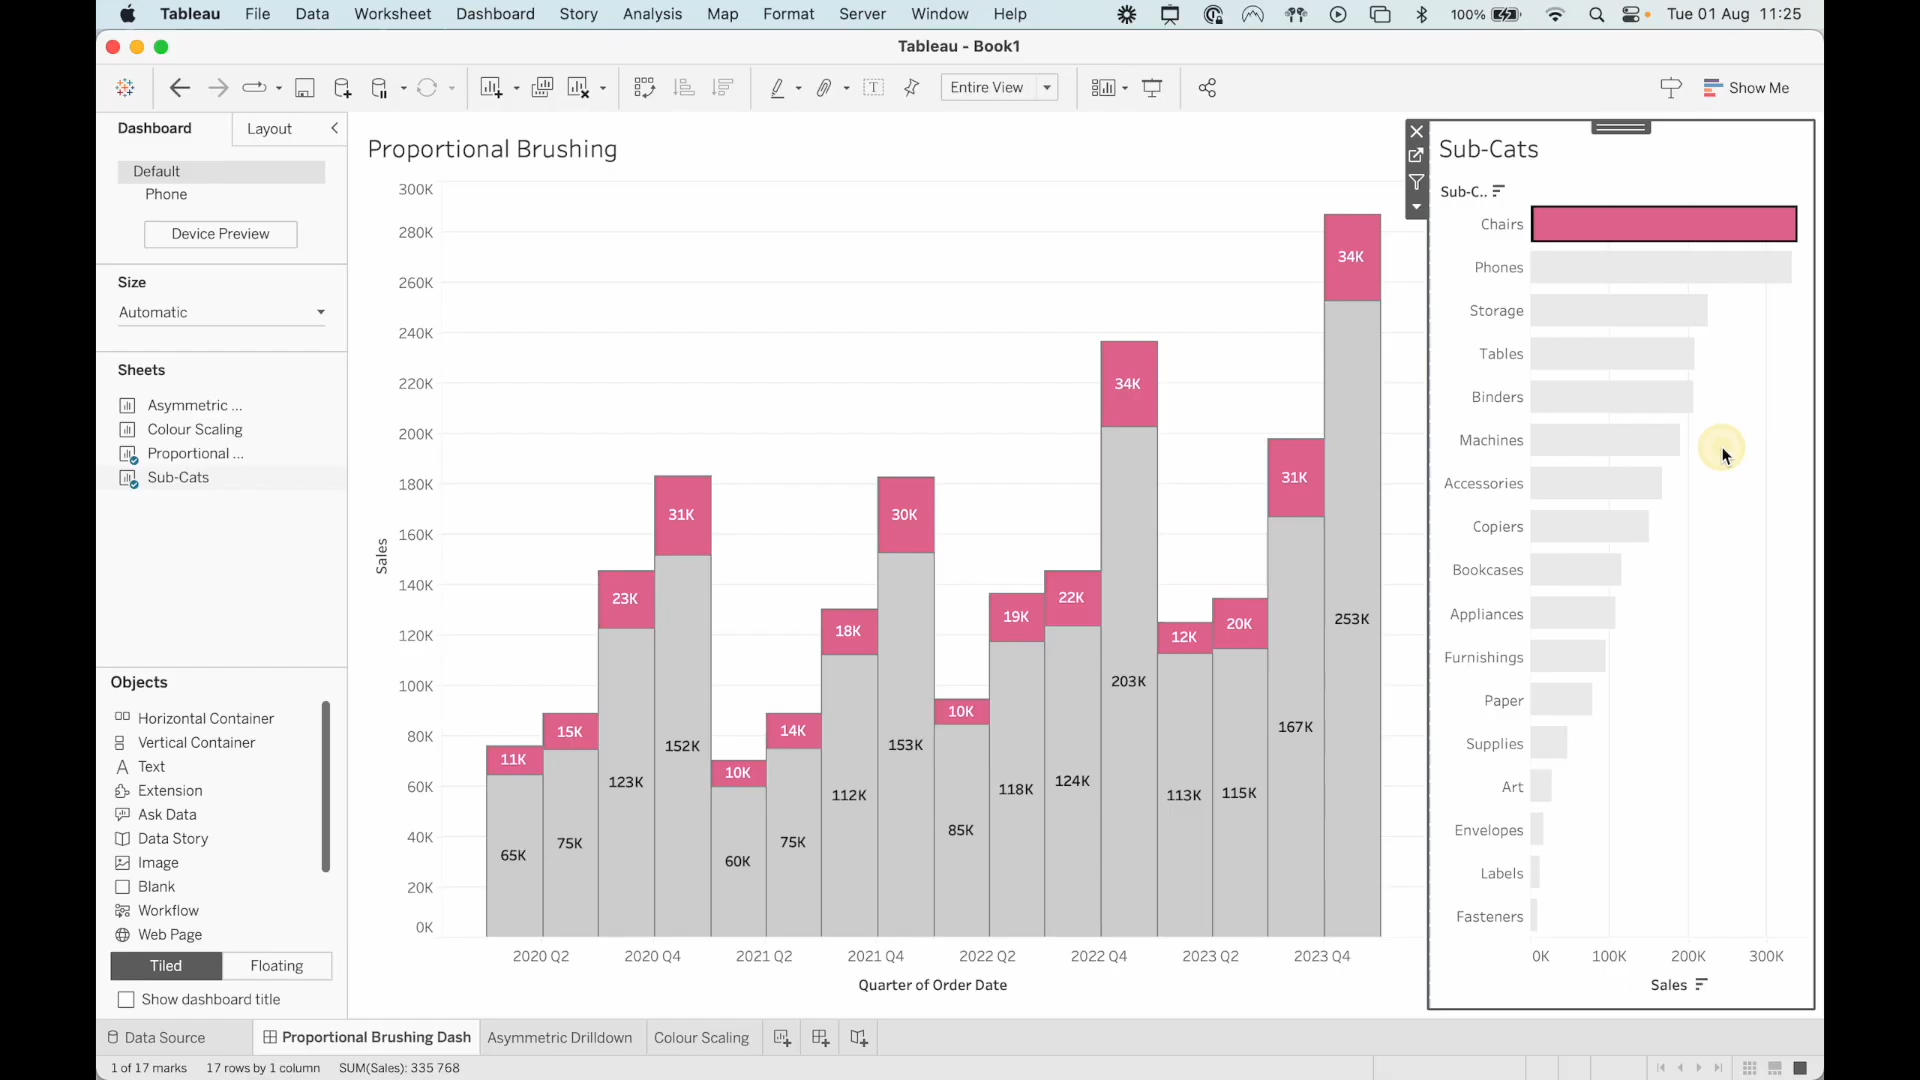 Tableau File Data Worksheet Dashboard Story Analysis Map Format Server Window Help 100% Tue 01 Aug 11:25
Tableau - Book1
Entire View Show Me
Dashboard Layout
Default
Phone
Device Preview
Size
Automatic
Sheets
Asymmetric ...
Colour Scaling
Proportional ...
Sub-Cats
Objects
Horizontal Container
Vertical Container
Text
Extension
Ask Data
Data Story
Image
Blank
Workflow
Web Page
Tiled Floating
Show dashboard title
Proportional Brushing
300K
280K
260K
240K
220K
200K
180K
160K
140K
120K
100K
80K
60K
40K
20K
0K
Sales
11K 15K 23K 31K 10K 14K 18K 30K 10K 19K 22K 34K 12K 20K 31K 34K
65K 75K 123K 152K 60K 75K 112K 153K 85K 118K 124K 203K 113K 115K 167K 253K
2020 Q2 2020 Q4 2021 Q2 2021 Q4 2022 Q2 2022 Q4 2023 Q2 2023 Q4
Quarter of Order Date
Sub-Cats
Sub-C..
Chairs
Phones
Storage
Tables
Binders
Machines
Accessories
Copiers
Bookcases
Appliances
Furnishings
Paper
Supplies
Art
Envelopes
Labels
Fasteners
0K 100K 200K 300K
Sales
Data Source Proportional Brushing Dash Asymmetric Drilldown Colour Scaling
1 of 17 marks 17 rows by 1 column SUM(Sales): 335 768